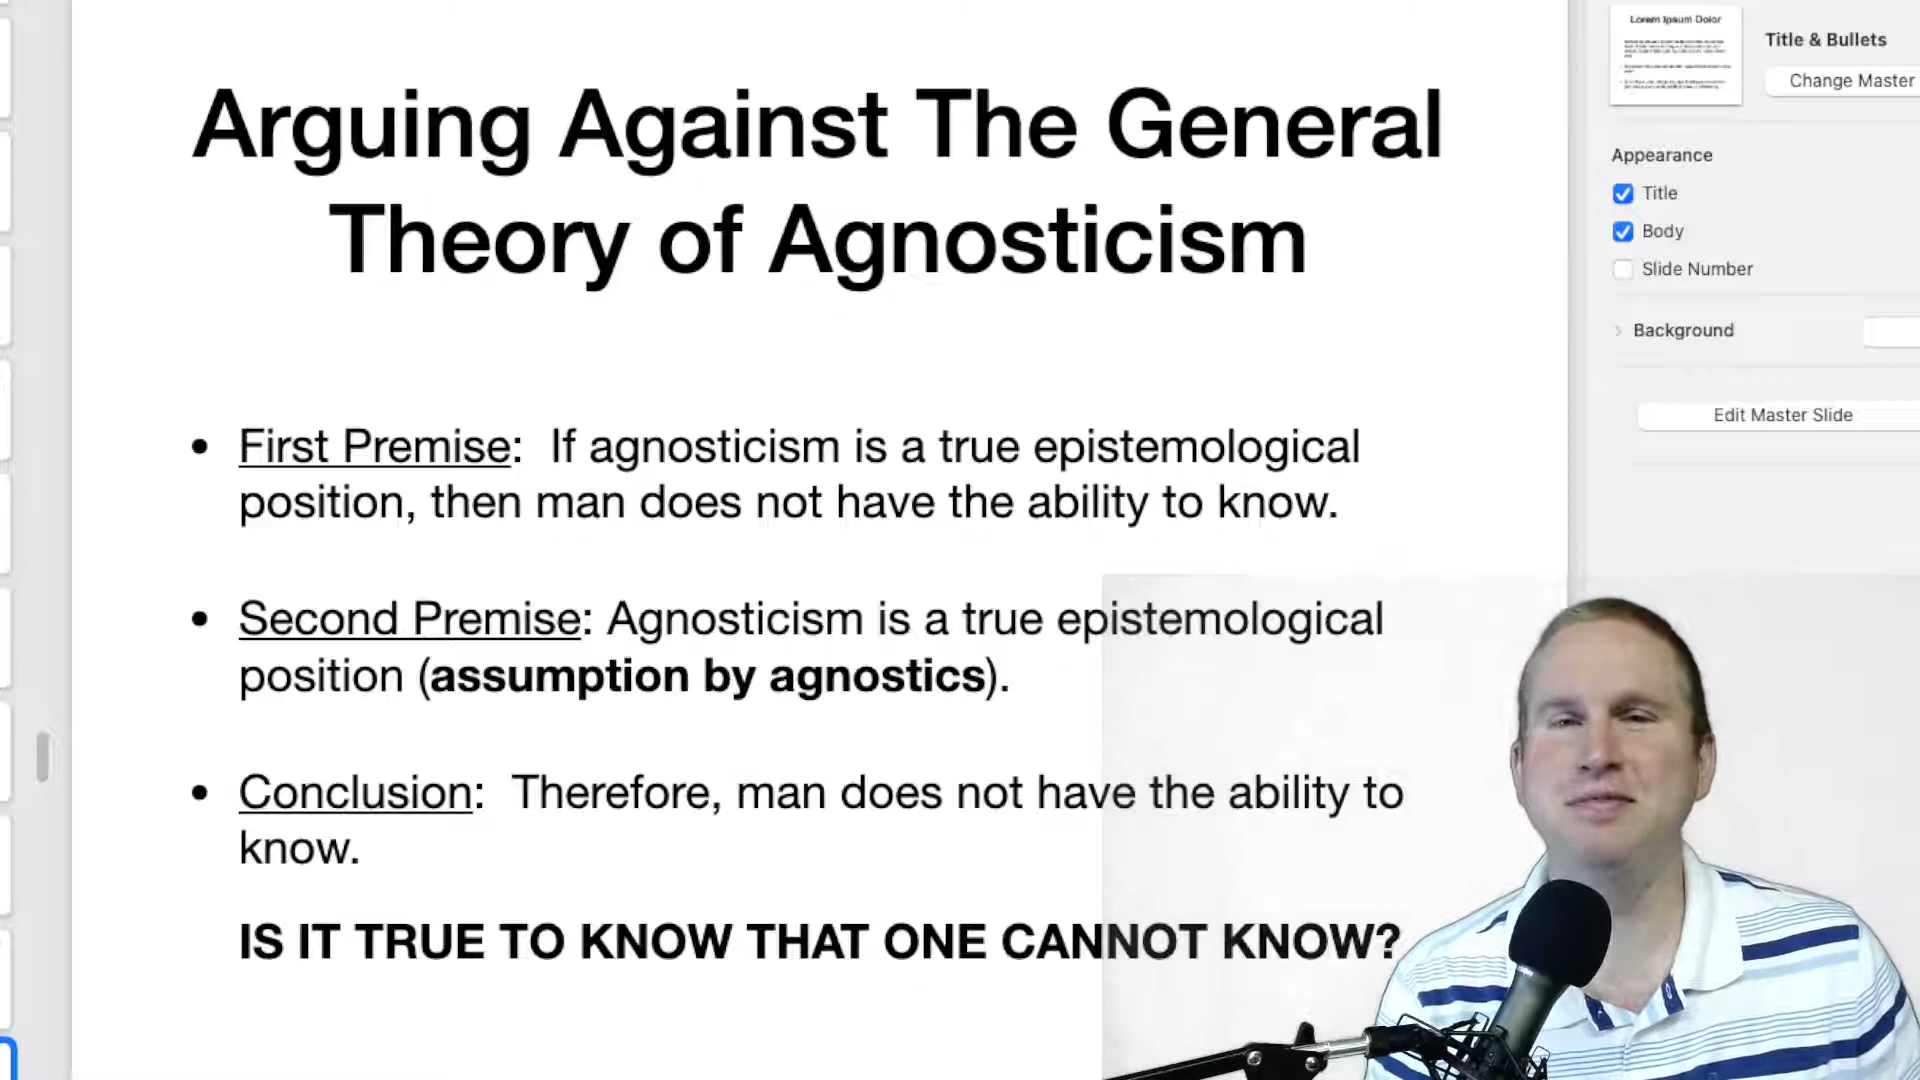 Arguing Against The General
Theory of Agnosticism
• First Premise:  If agnosticism is a true epistemological
position, then man does not have the ability to know.
• Second Premise: Agnosticism is a true epistemological
position (assumption by agnostics).
• Conclusion:  Therefore, man does not have the ability to
know.
IS IT TRUE TO KNOW THAT ONE CANNOT KNOW?
Lorem Ipsum Dolor
Title & Bullets
Change Master
Appearance
Title
Body
Slide Number
Background
Edit Master Slide